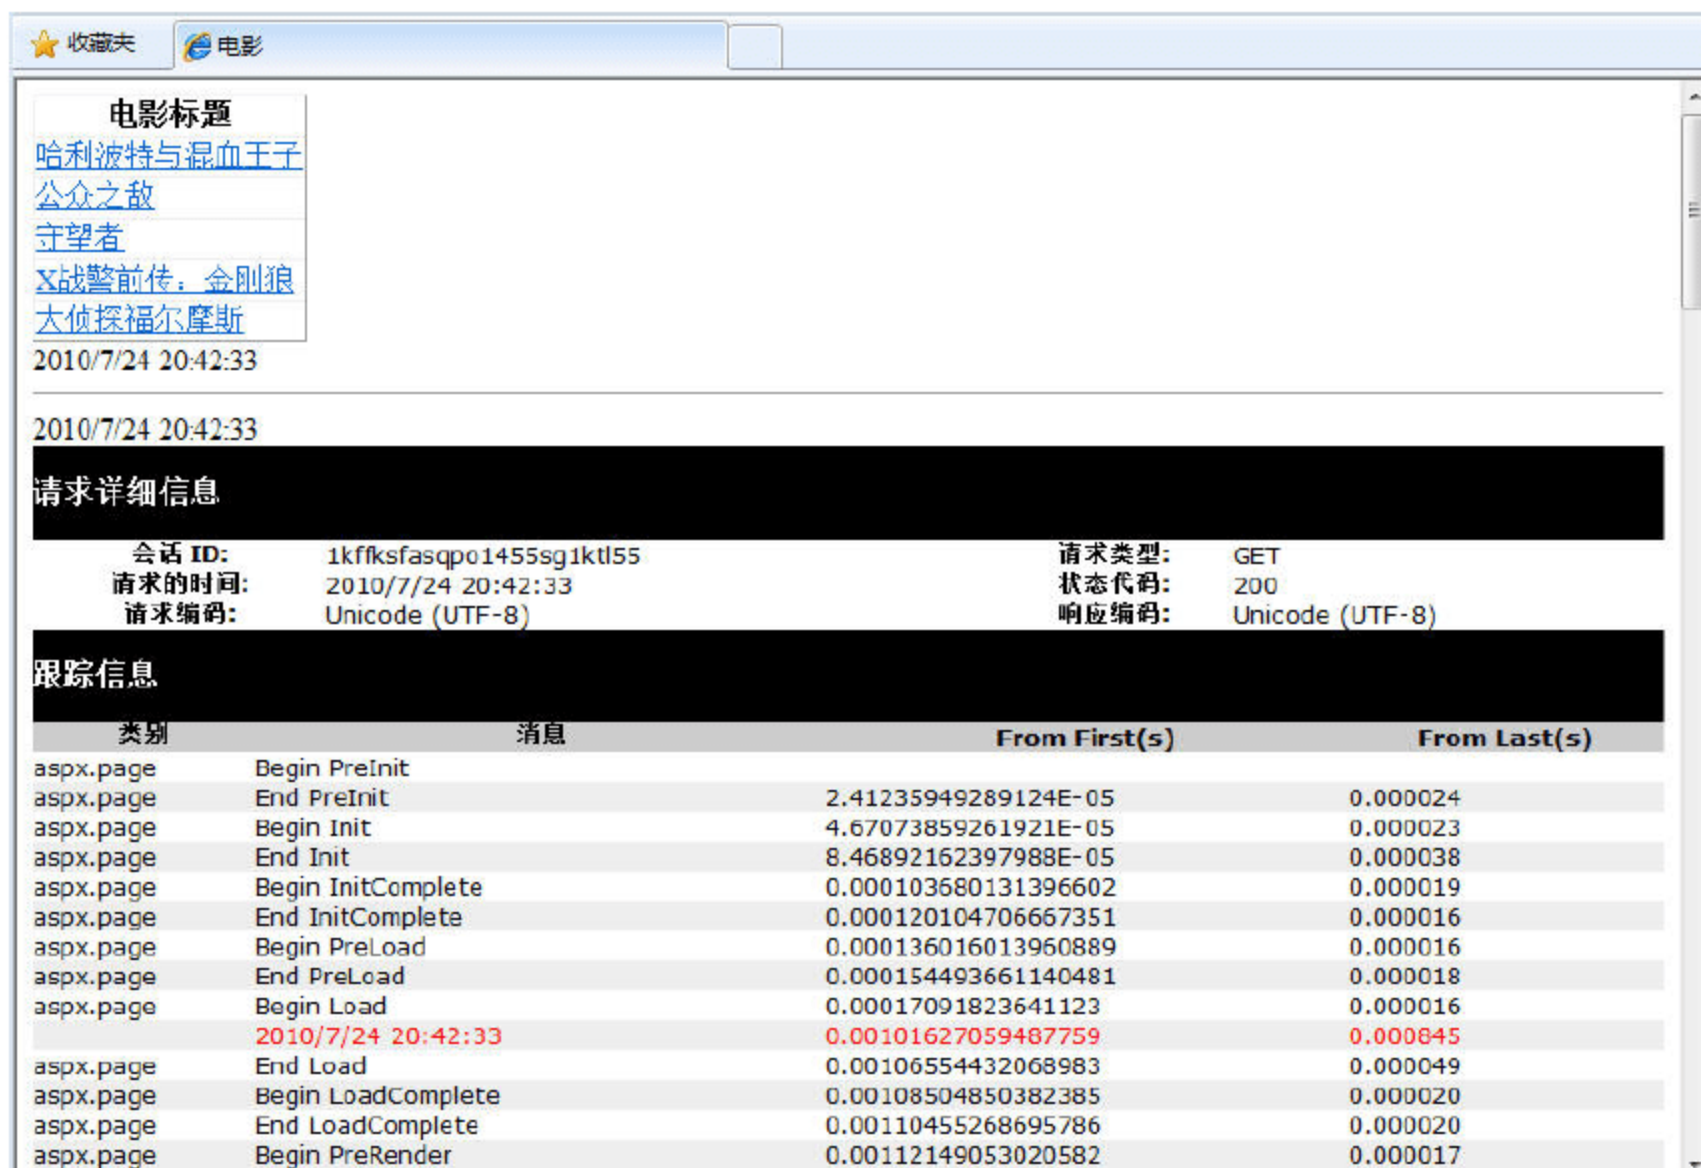 收藏夹 电影
电影标题
哈利波特与混血王子
公众之敌
守望者
X战警前传：金刚狼
大侦探福尔摩斯
2010/7/24 20:42:33
2010/7/24 20:42:33
请求详细信息
会话 ID: 1kffksfasqpo1455sg1ktl55 请求类型: GET
请求的时间: 2010/7/24 20:42:33 状态代码: 200
请求编码: Unicode (UTF-8) 响应编码: Unicode (UTF-8)
跟踪信息
类别 消息 From First(s) From Last(s)
aspx.page Begin PreInit
aspx.page End PreInit 2.41235949289124E-05 0.000024
aspx.page Begin Init 4.67073859261921E-05 0.000023
aspx.page End Init 8.46892162397988E-05 0.000038
aspx.page Begin InitComplete 0.000103680131396602 0.000019
aspx.page End InitComplete 0.000120104706667351 0.000016
aspx.page Begin PreLoad 0.000136016013960889 0.000016
aspx.page End PreLoad 0.000154493661140481 0.000018
aspx.page Begin Load 0.00017091823641123 0.000016
2010/7/24 20:42:33 0.00101627059487759 0.000845
aspx.page End Load 0.00106554432068983 0.000049
aspx.page Begin LoadComplete 0.00108504850382385 0.000020
aspx.page End LoadComplete 0.00110455268695786 0.000020
aspx.page Begin PreRender 0.00112149053020582 0.000017